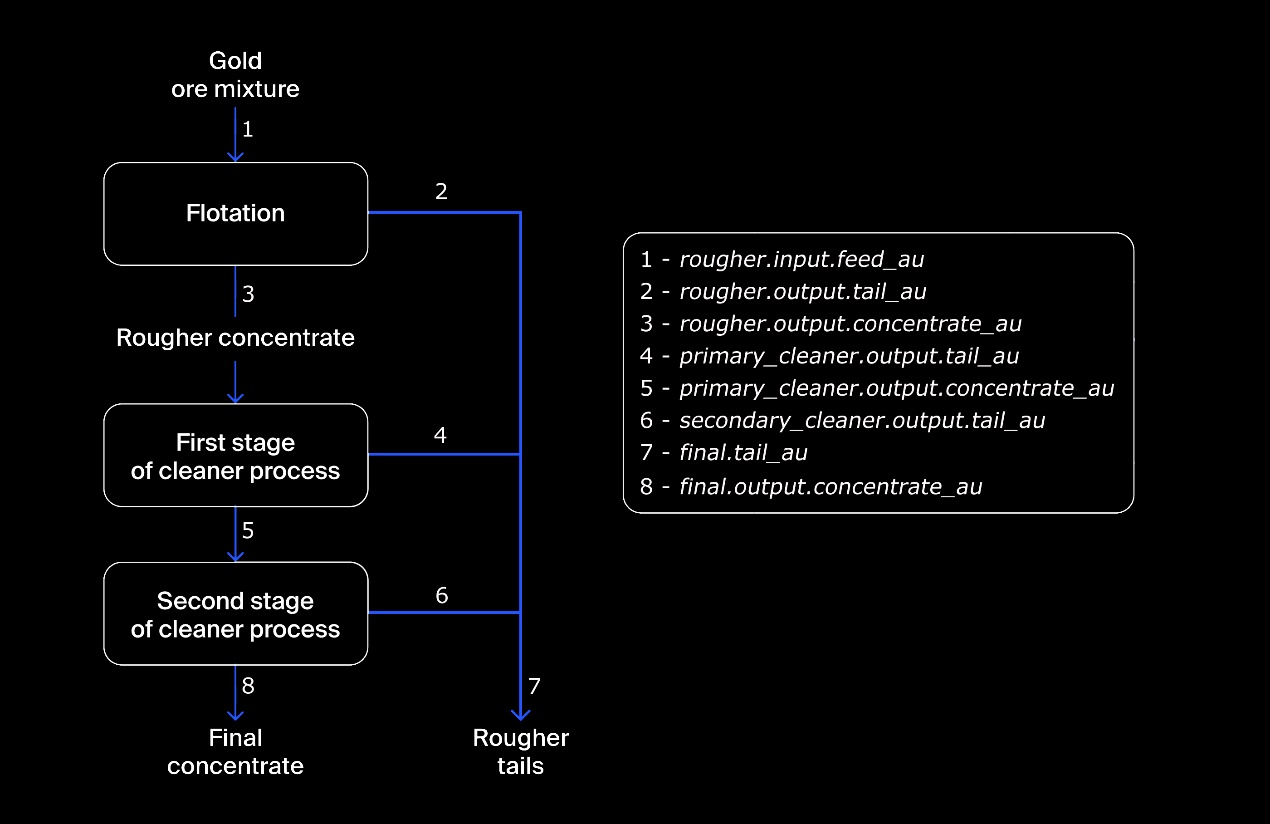 Gold
ore mixture
1
Flotation
2
3
Rougher concentrate
First stage
of cleaner process
4
5
Second stage
of cleaner process
6
8
7
Final
concentrate
Rougher
tails
1 - rougher.input.feed_au
2 - rougher.output.tail_au
3 - rougher.output.concentrate_au
4 - primary_cleaner.output.tail_au
5 - primary_cleaner.output.concentrate_au
6 - secondary_cleaner.output.tail_au
7 - final.tail_au
8 - final.output.concentrate_au